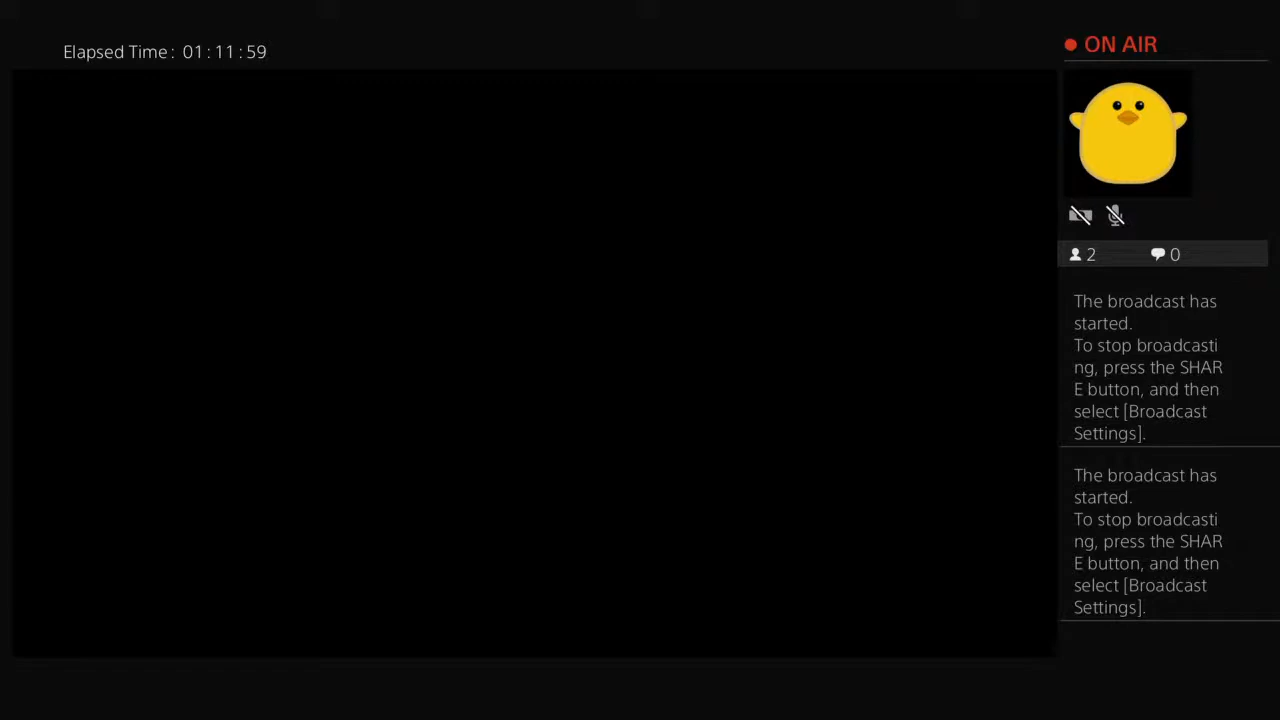 Elapsed Time: 01:11:59
ON AIR
2 0
The broadcast has
started.
To stop broadcasti
ng, press the SHAR
E button, and then
select [Broadcast
Settings].
The broadcast has
started.
To stop broadcasti
ng, press the SHAR
E button, and then
select [Broadcast
Settings].